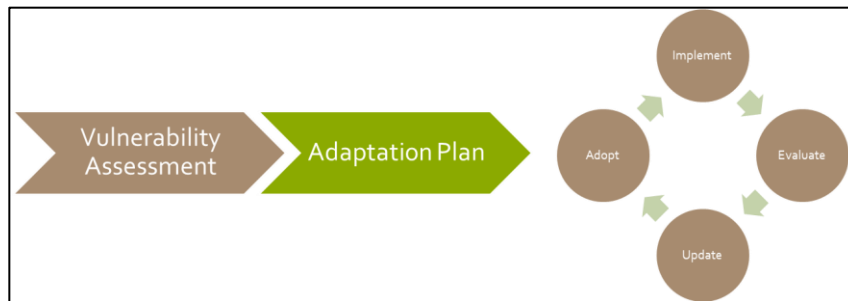 Vulnerability
Assessment
Adaptation Plan
Implement
Adopt
Evaluate
Update